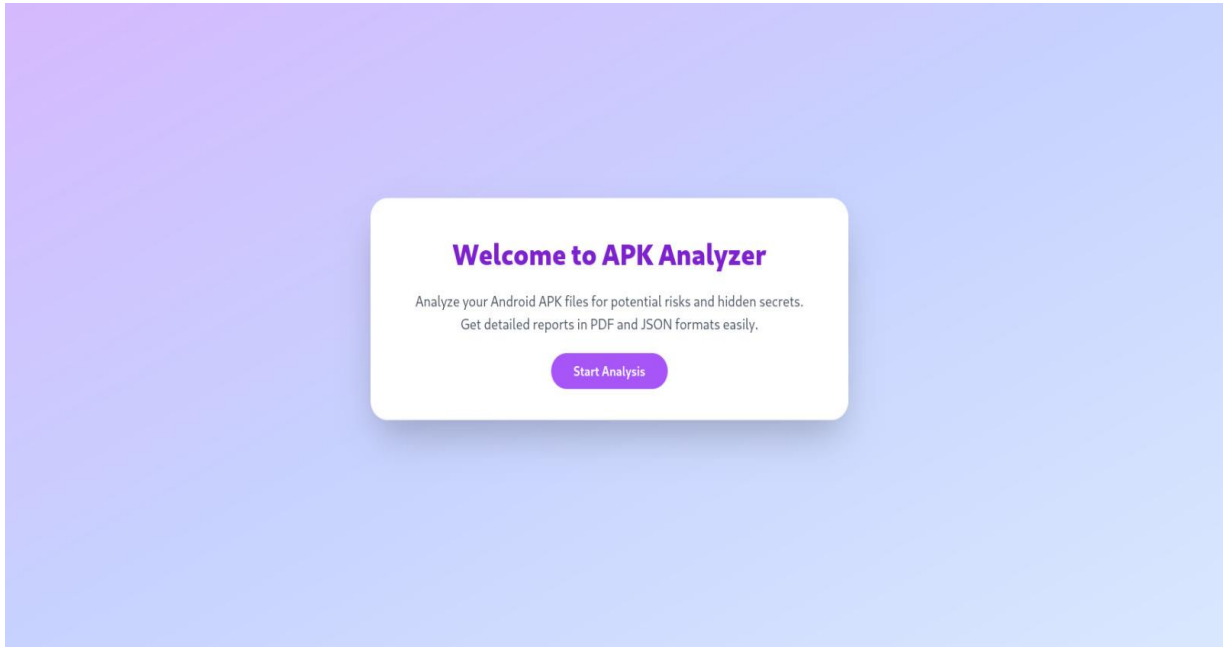 Welcome to APK Analyzer
Analyze your Android APK files for potential risks and hidden secrets.
Get detailed reports in PDF and JSON formats easily.
Start Analysis